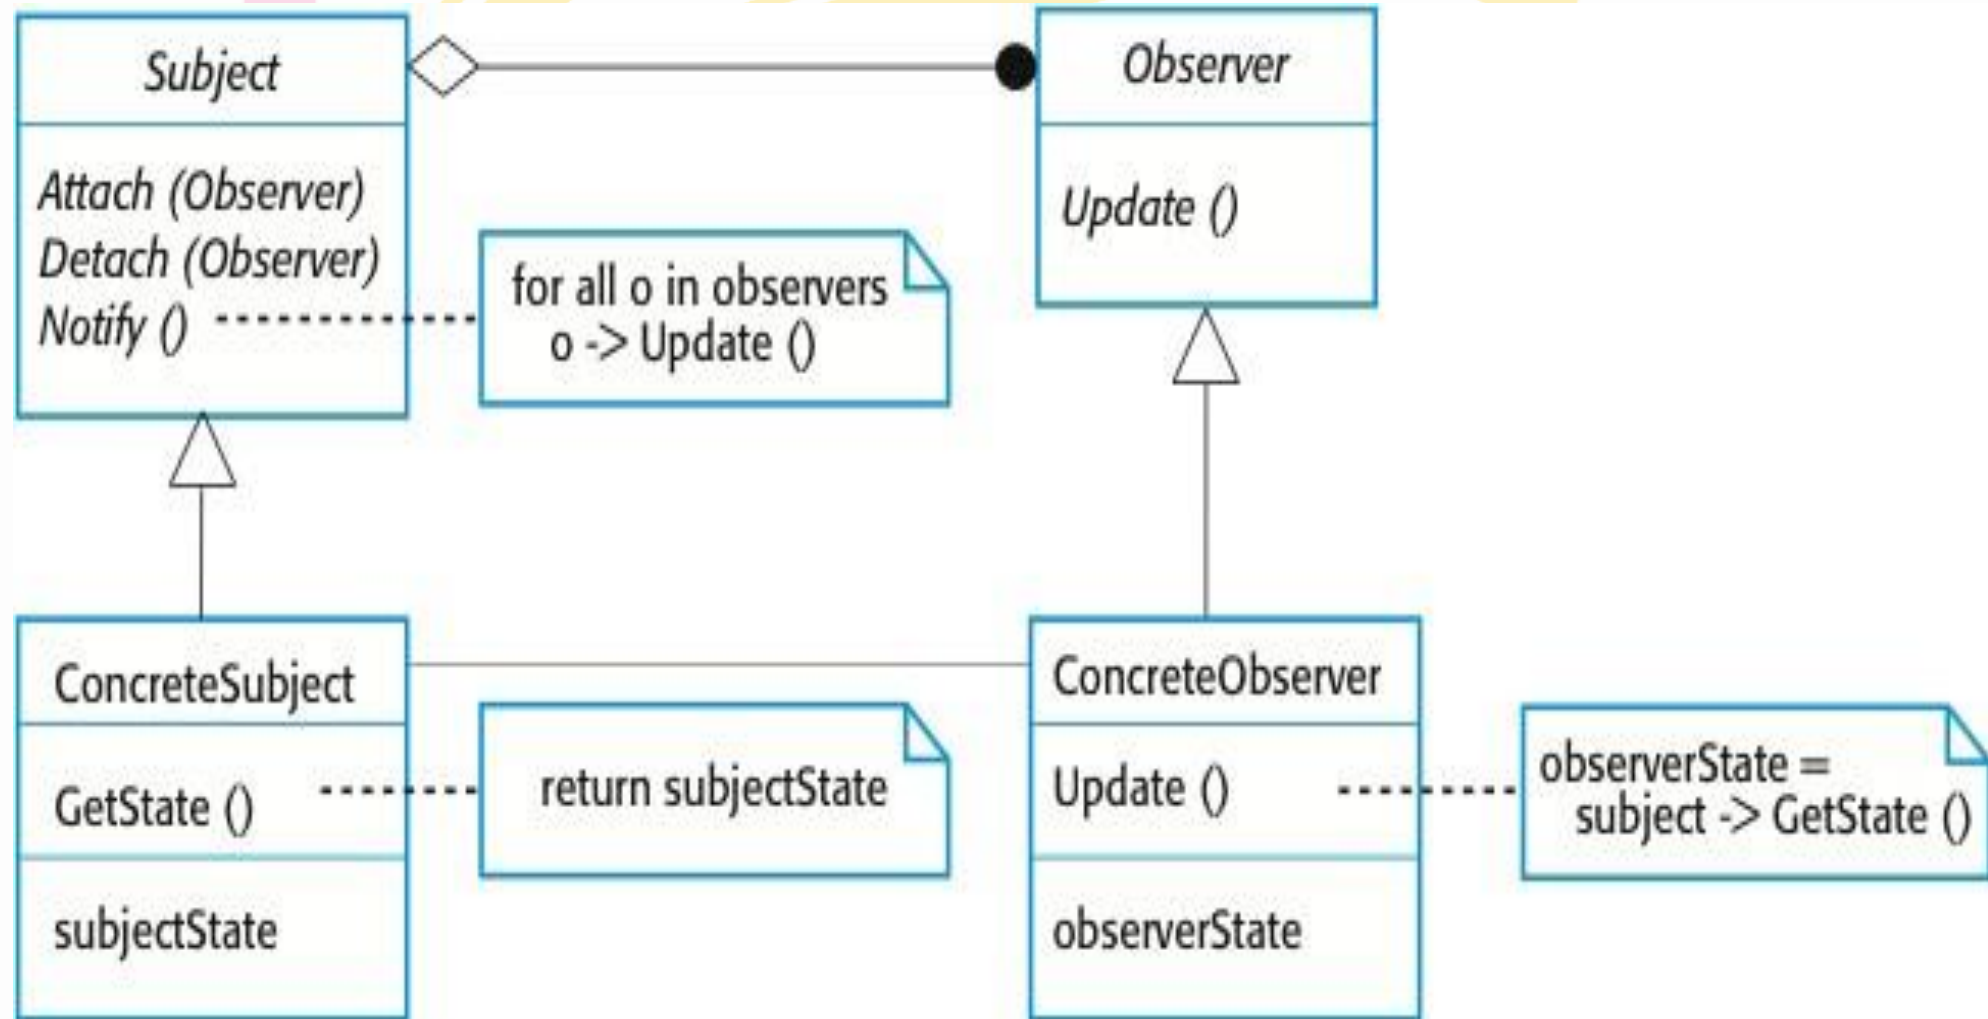 Subject
Attach (Observer)
Detach (Observer)
Notify ()
for all o in observers
o -> Update ()
Observer
Update ()
ConcreteSubject
GetState ()
subjectState
return subjectState
ConcreteObserver
Update ()
observerState
observerState =
subject -> GetState ()